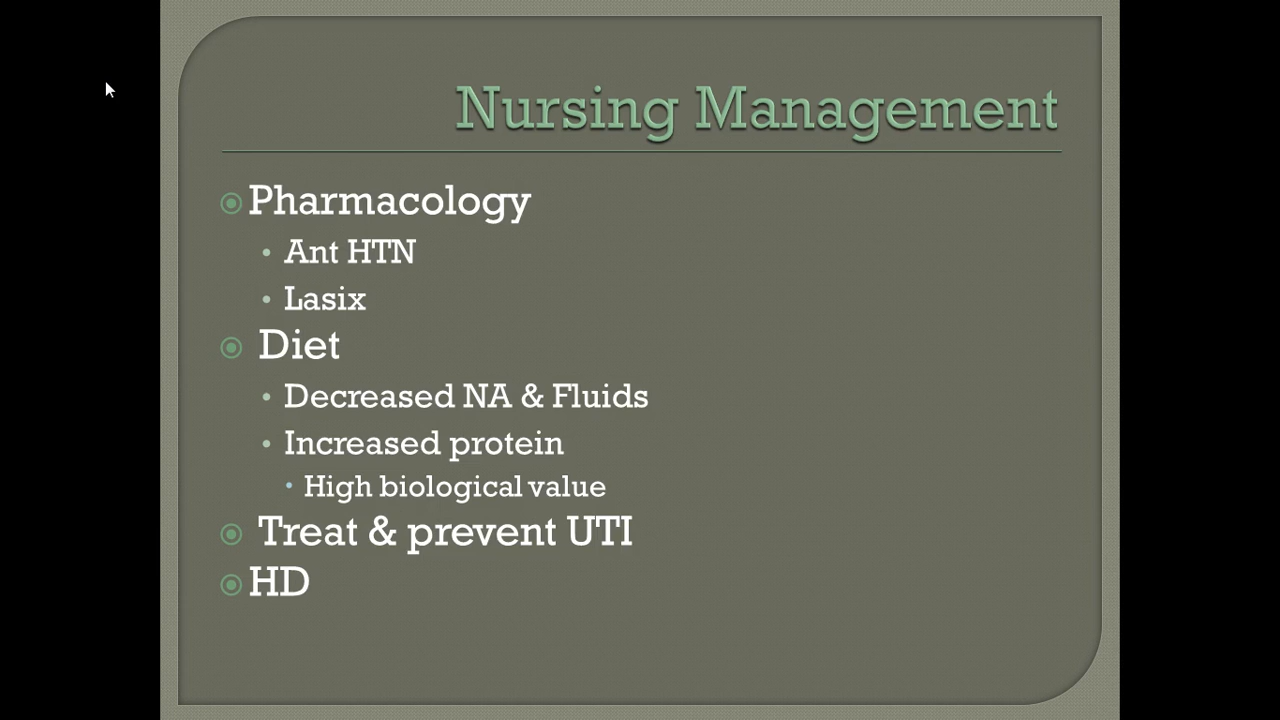 Nursing Management
Pharmacology
Ant HTN
Lasix
Diet
Decreased NA & Fluids
Increased protein
High biological value
Treat & prevent UTI
HD